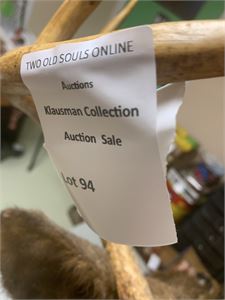 TWO OLD SOULS ONLINE
Auctions
Klausman Collection
Auction Sale
Lot 94